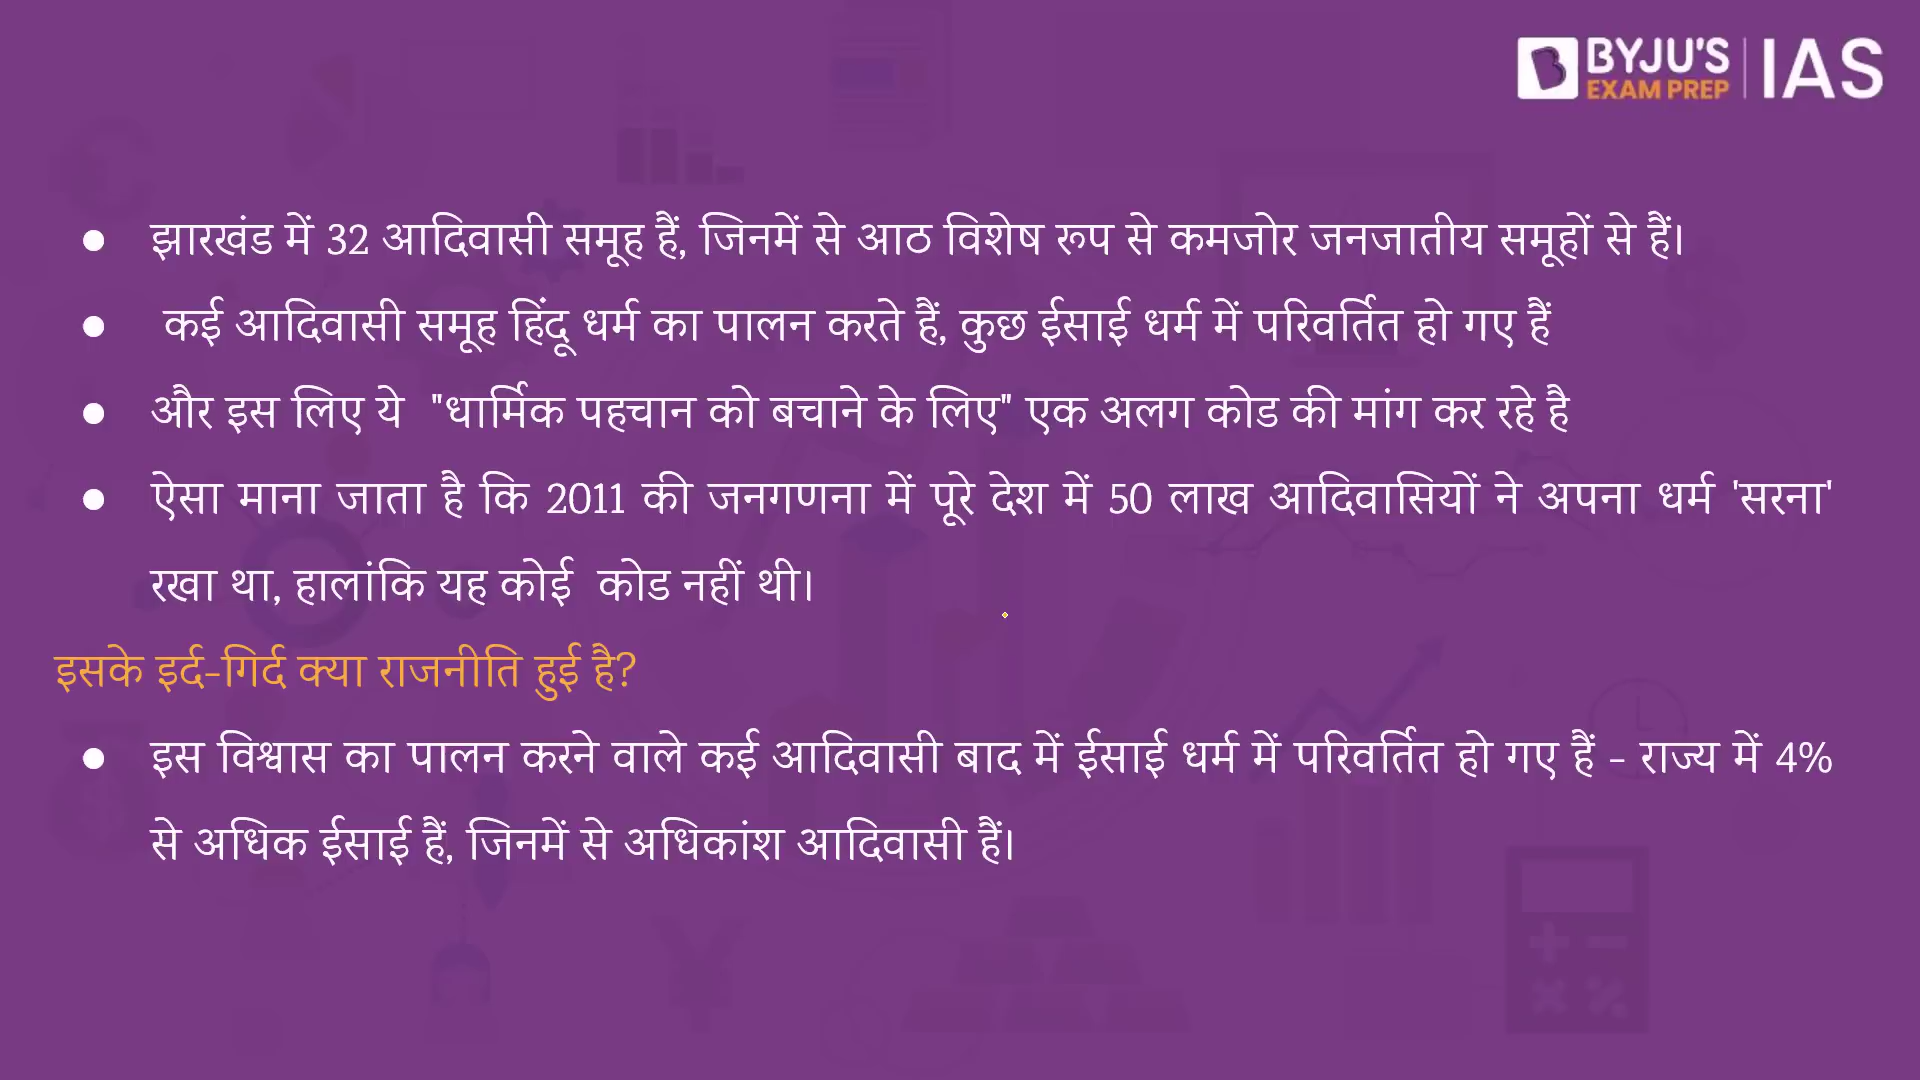 BYJU'S
EXAM PREP
IAS
● झारखंड में 32 आदिवासी समूह हैं, जिनमें से आठ विशेष रूप से कमजोर जनजातीय समूहों से हैं।
● कई आदिवासी समूह हिंदू धर्म का पालन करते हैं, कुछ ईसाई धर्म में परिवर्तित हो गए हैं
● और इस लिए ये "धार्मिक पहचान को बचाने के लिए" एक अलग कोड की मांग कर रहे है
● ऐसा माना जाता है कि 2011 की जनगणना में पूरे देश में 50 लाख आदिवासियों ने अपना धर्म 'सरना'
रखा था, हालांकि यह कोई कोड नहीं थी।
इसके इर्द-गिर्द क्या राजनीति हुई है?
● इस विश्वास का पालन करने वाले कई आदिवासी बाद में ईसाई धर्म में परिवर्तित हो गए हैं - राज्य में 4%
से अधिक ईसाई हैं, जिनमें से अधिकांश आदिवासी हैं।